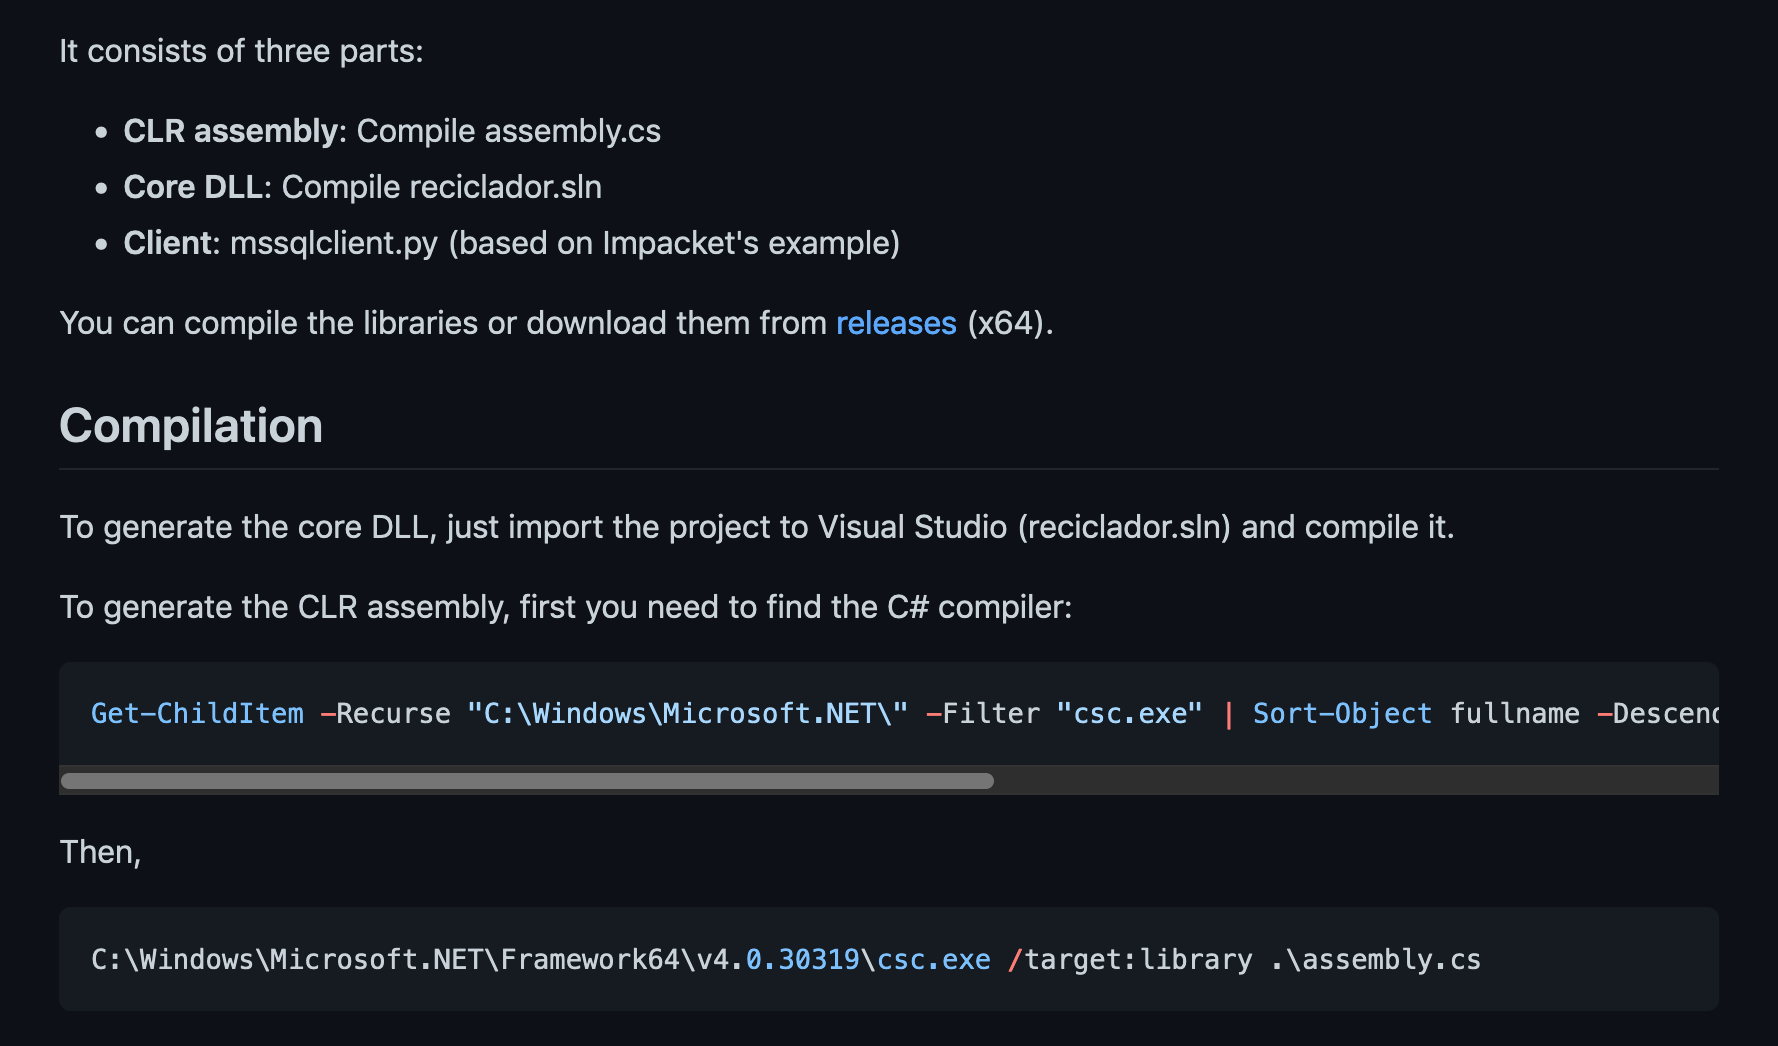 It consists of three parts:
• CLR assembly: Compile assembly.cs
• Core DLL: Compile reciclador.sln
• Client: mssqlclient.py (based on Impacket's example)
You can compile the libraries or download them from releases (x64).
Compilation
To generate the core DLL, just import the project to Visual Studio (reciclador.sln) and compile it.
To generate the CLR assembly, first you need to find the C# compiler:
Get-ChildItem -Recurse "C:\Windows\Microsoft.NET\" -Filter "csc.exe" | Sort-Object fullname -Descend
Then,
C:\Windows\Microsoft.NET\Framework64\v4.0.30319\csc.exe /target:library .\assembly.cs